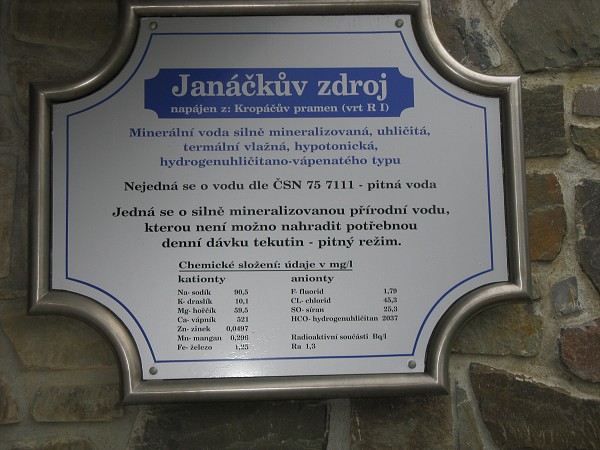 Janáčkův zdroj
napájen z: Kropáčův pramen (vrt R I)
Minerální voda silně mineralizovaná, uhličitá,
termální vlažná, hypotonická,
hydrogenuhličitano-vápenatého typu
Nejedná se o vodu dle ČSN 75 7111 - pitná voda
Jedná se o silně mineralizovanou přírodní vodu,
kterou není možno nahradit potřebnou
denní dávku tekutin - pitný režim.
Chemické složení: údaje v mg/l
kationty anionty
Na- sodík 90,5 F- fluorid 1,79
K- draslík 10,1 CL- chlorid 45,3
Mg- hořčík 59,5 SO- síran 25,3
Ca- vápník 521 HCO- hydrogenuhličitan 2037
Zn- zinek 0,0497
Mn- mangan 0,296 Radioaktivní součásti Bq/l
Fe- železo 1,25 Ra 1,3